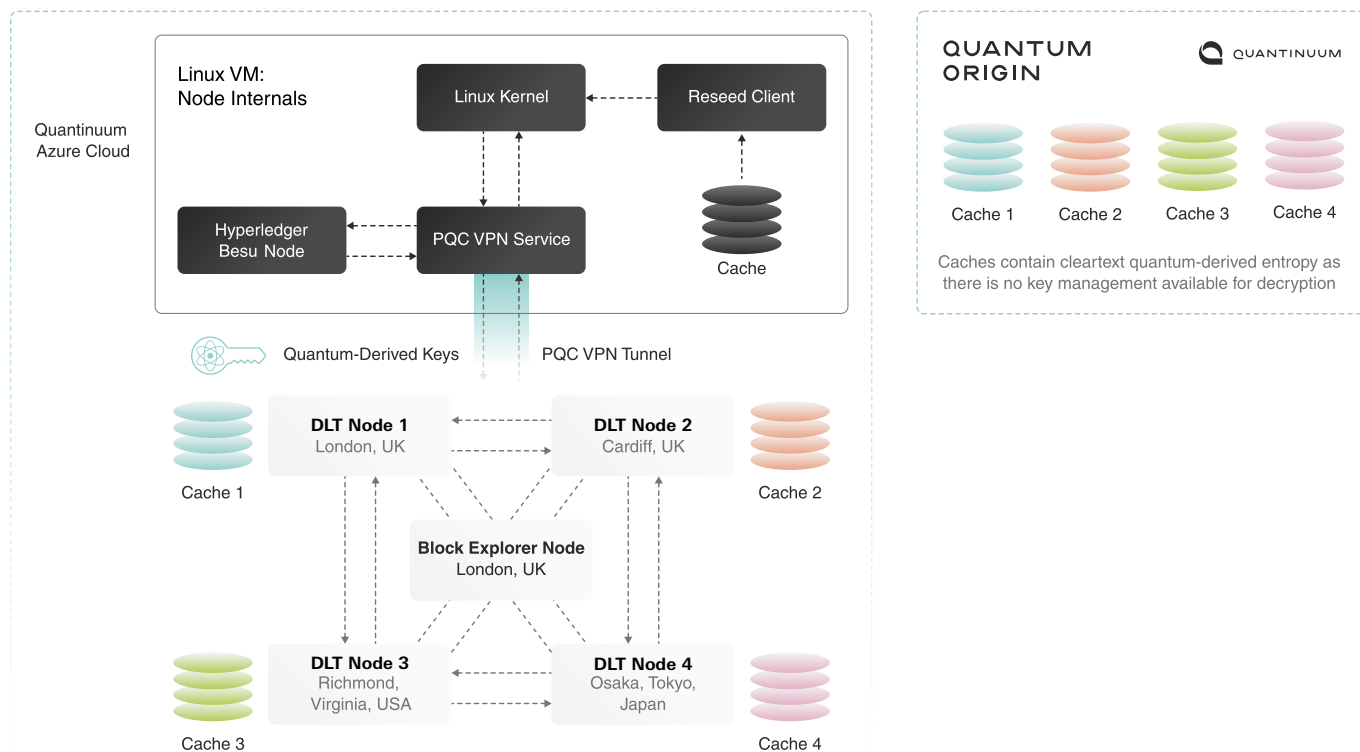 Quantinuum
Azure Cloud
Linux VM:
Node Internals
Linux Kernel
Reseed Client
Hyperledger
Besu Node
PQC VPN Service
Cache
Quantum-Derived Keys
PQC VPN Tunnel
DLT Node 1
London, UK
Cache 1
DLT Node 2
Cardiff, UK
Cache 2
Block Explorer Node
London, UK
DLT Node 3
Richmond,
Virginia, USA
Cache 3
DLT Node 4
Osaka, Tokyo,
Japan
Cache 4
QUANTUM
ORIGIN
QUANTINUUM
Cache 1
Cache 2
Cache 3
Cache 4
Caches contain cleartext quantum-derived entropy as
there is no key management available for decryption